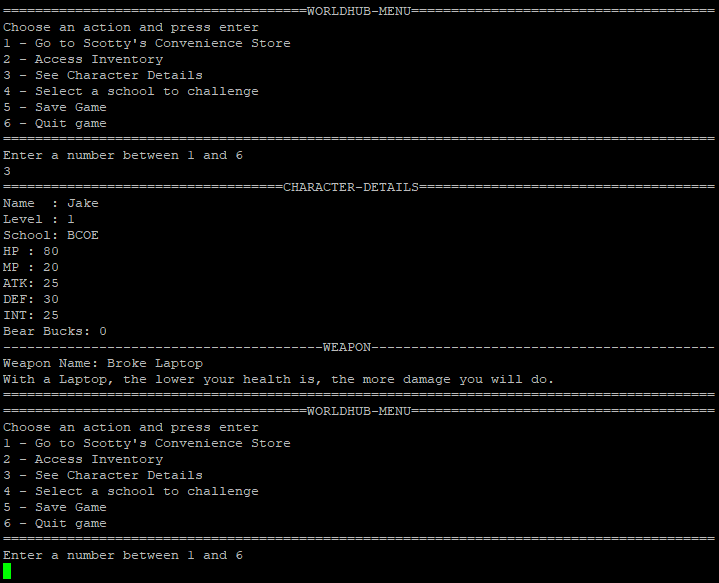 ======================================WORLDHUB-MENU======================================
Choose an action and press enter
1 - Go to Scotty's Convenience Store
2 - Access Inventory
3 - See Character Details
4 - Select a school to challenge
5 - Save Game
6 - Quit game
=========================================================================================
Enter a number between 1 and 6
3
===================================CHARACTER-DETAILS=====================================
Name  : Jake
Level : 1
School: BCOE
HP : 80
MP : 20
ATK: 25
DEF: 30
INT: 25
Bear Bucks: 0
----------------------------------------WEAPON-------------------------------------------
Weapon Name: Broke Laptop
With a Laptop, the lower your health is, the more damage you will do.
=========================================================================================
======================================WORLDHUB-MENU======================================
Choose an action and press enter
1 - Go to Scotty's Convenience Store
2 - Access Inventory
3 - See Character Details
4 - Select a school to challenge
5 - Save Game
6 - Quit game
=========================================================================================
Enter a number between 1 and 6